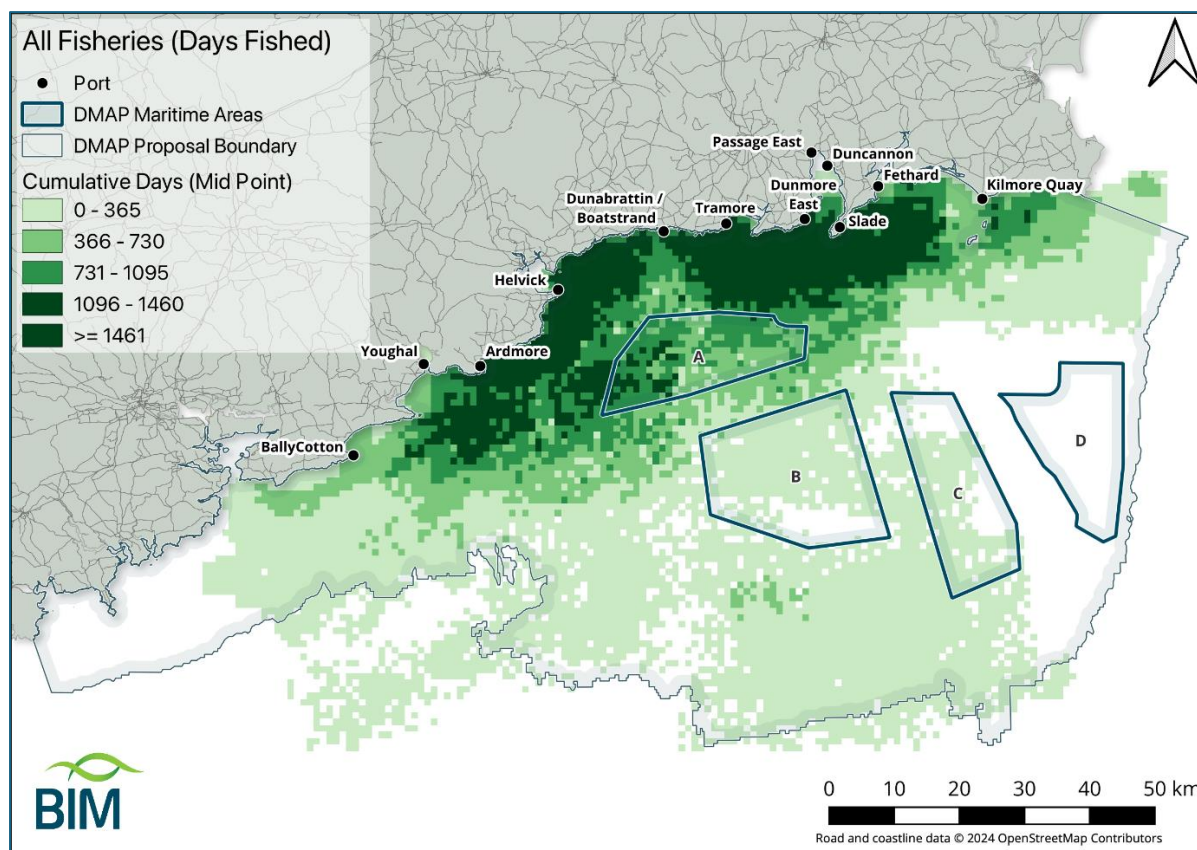 All Fisheries (Days Fished)
Port
DMAP Maritime Areas
DMAP Proposal Boundary
Cumulative Days (Mid Point)
0 - 365
366 - 730
731 - 1095
1096 - 1460
>= 1461
Passage East
Duncannon
Fethard
Kilmore Quay
Dunmore
East
Slade
Tramore
Dunabrattin /
Boatstrand
Helvick
Ardmore
Youghal
BallyCotton
A
B
C
D
BIM
0 10 20 30 40 50 km
Road and coastline data © 2024 OpenStreetMap Contributors